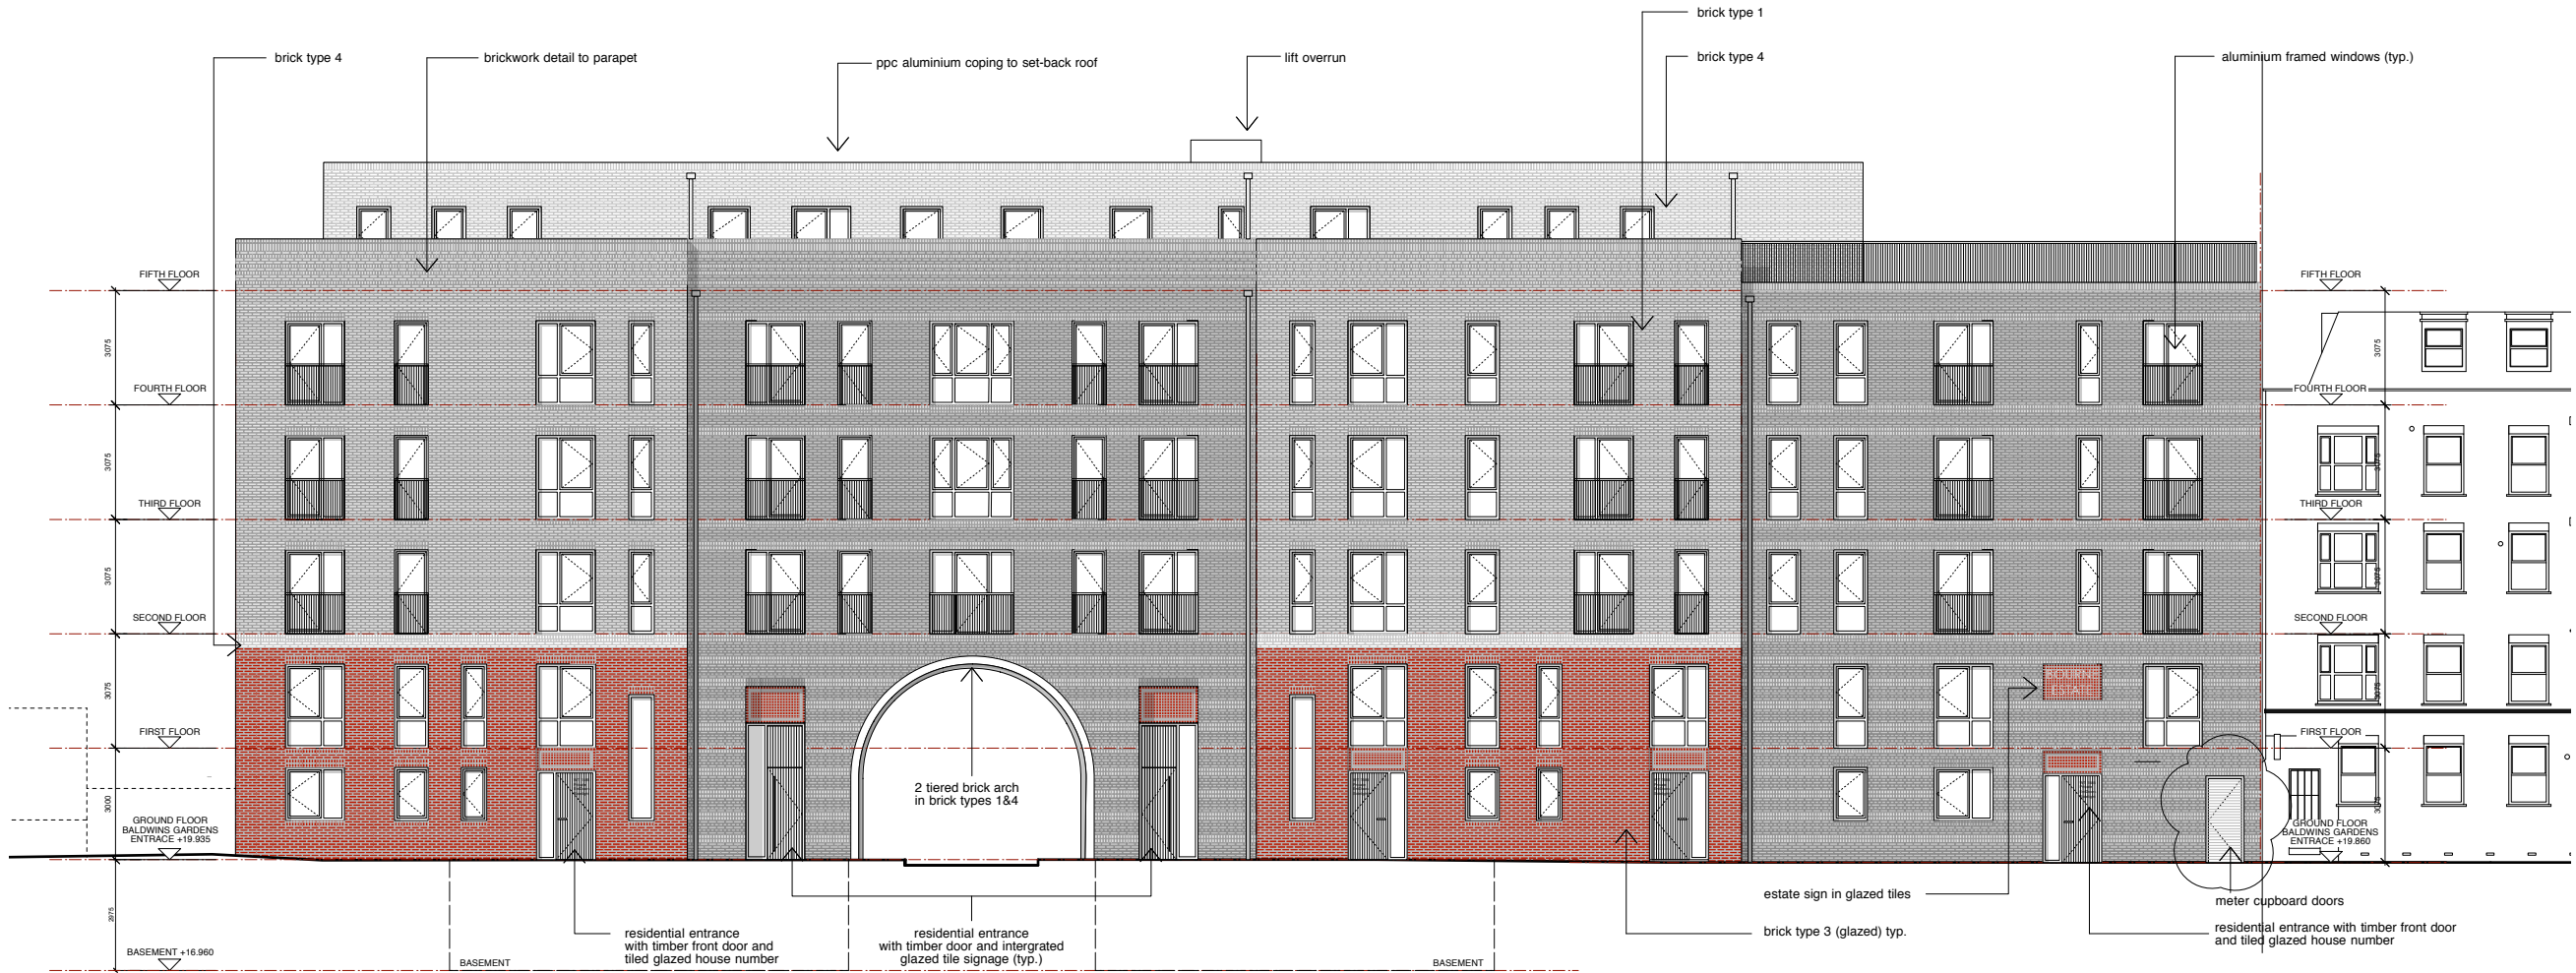 brick type 1
brick type 4
brickwork detail to parapet
ppc aluminium coping to set-back roof
lift overrun
brick type 4
aluminium framed windows (typ.)
FIFTH FLOOR
FIFTH FLOOR
3075
3075
FOURTH FLOOR
FOURTH FLOOR
3075
3075
THIRD FLOOR
THIRD FLOOR
3075
3075
SECOND FLOOR
SECOND FLOOR
3075
3075
BOURNE
ESTATE
FIRST FLOOR
FIRST FLOOR
2 tiered brick arch
in brick types 1&4
3000
3075
GROUND FLOOR
BALDWINS GARDENS
ENTRACE +19.935
GROUND FLOOR
BALDWINS GARDENS
ENTRACE +19.860
estate sign in glazed tiles
meter cupboard doors
2975
residential entrance
with timber front door and
tiled glazed house number
residential entrance
with timber door and intergrated
glazed tile signage (typ.)
brick type 3 (glazed) typ.
residential entrance with timber front door
and tiled glazed house number
BASEMENT +16.960
BASEMENT
BASEMENT